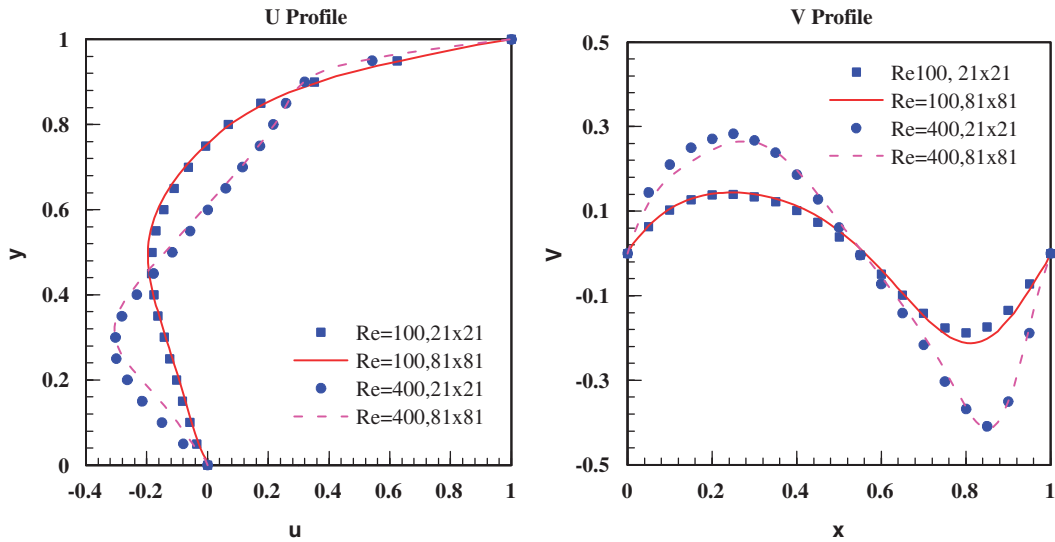 U Profile
1
0.8
0.6
0.4
0.2
0
y
-0.4
-0.2
0
0.2
0.4
0.6
0.8
1
u
Re=100,21x21
Re=100,81x81
Re=400,21x21
Re=400,81x81
V Profile
0.5
0.3
0.1
-0.1
-0.3
-0.5
V
0
0.2
0.4
0.6
0.8
1
x
Re100, 21x21
Re=100,81x81
Re=400,21x21
Re=400,81x81